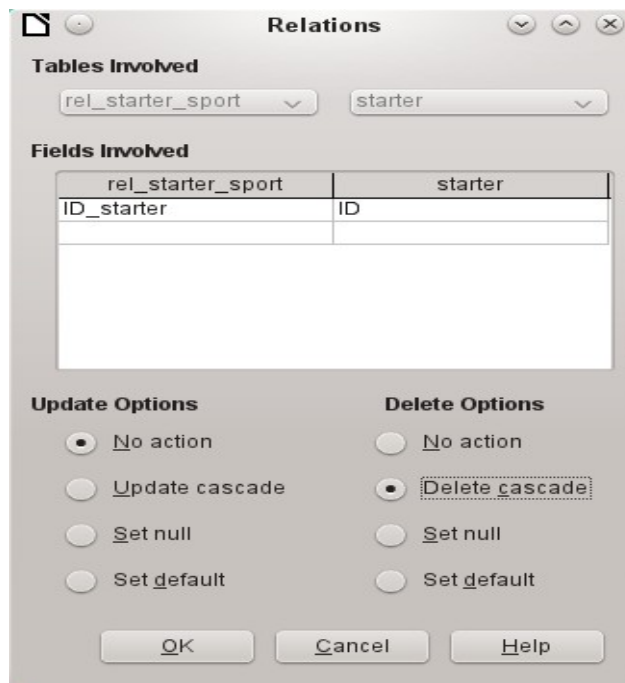 Relations
Tables Involved
rel_starter_sport starter
Fields Involved
rel_starter_sport starter
ID_starter ID
Update Options Delete Options
No action No action
Update cascade Delete cascade
Set null Set null
Set default Set default
OK Cancel Help